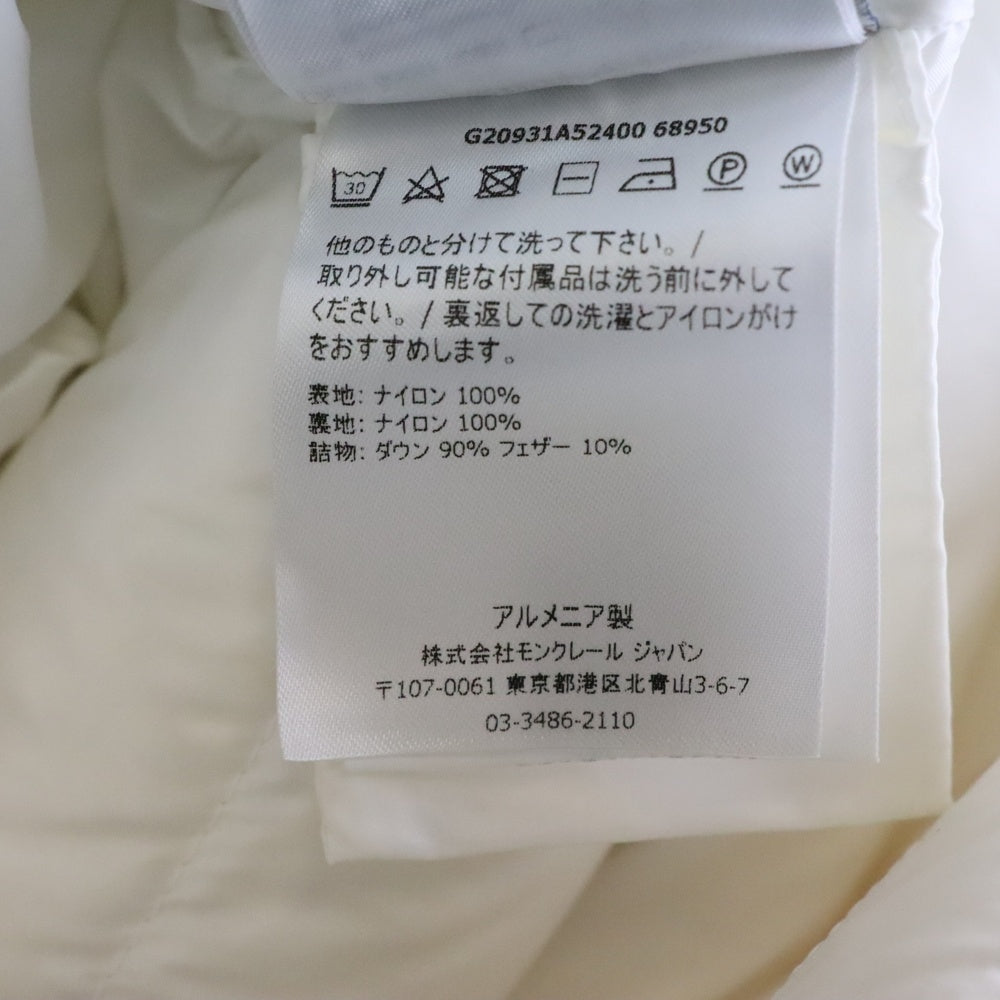 G20931A52400 68950
30 P W
他のものと分けて洗って下さい。/
取り外し可能な付属品は洗う前に外して
ください。/ 裏返しての洗濯とアイロンがけ
をおすすめします。
表地: ナイロン 100%
裏地: ナイロン 100%
詰物: ダウン 90% フェザー 10%
アルメニア製
株式会社モンクレール ジャパン
〒107-0061 東京都港区北青山3-6-7
03-3486-2110